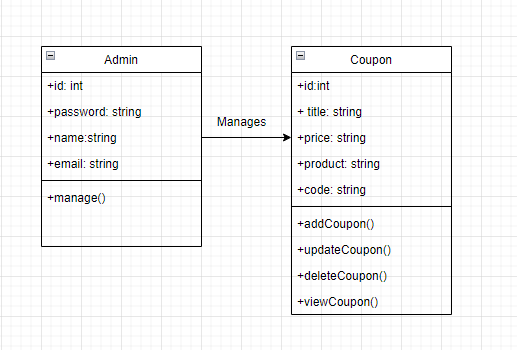 Admin
+id: int
+password: string
+name:string
+email: string
+manage()
Manages
Coupon
+id:int
+ title: string
+price: string
+product: string
+code: string
+addCoupon()
+updateCoupon()
+deleteCoupon()
+viewCoupon()